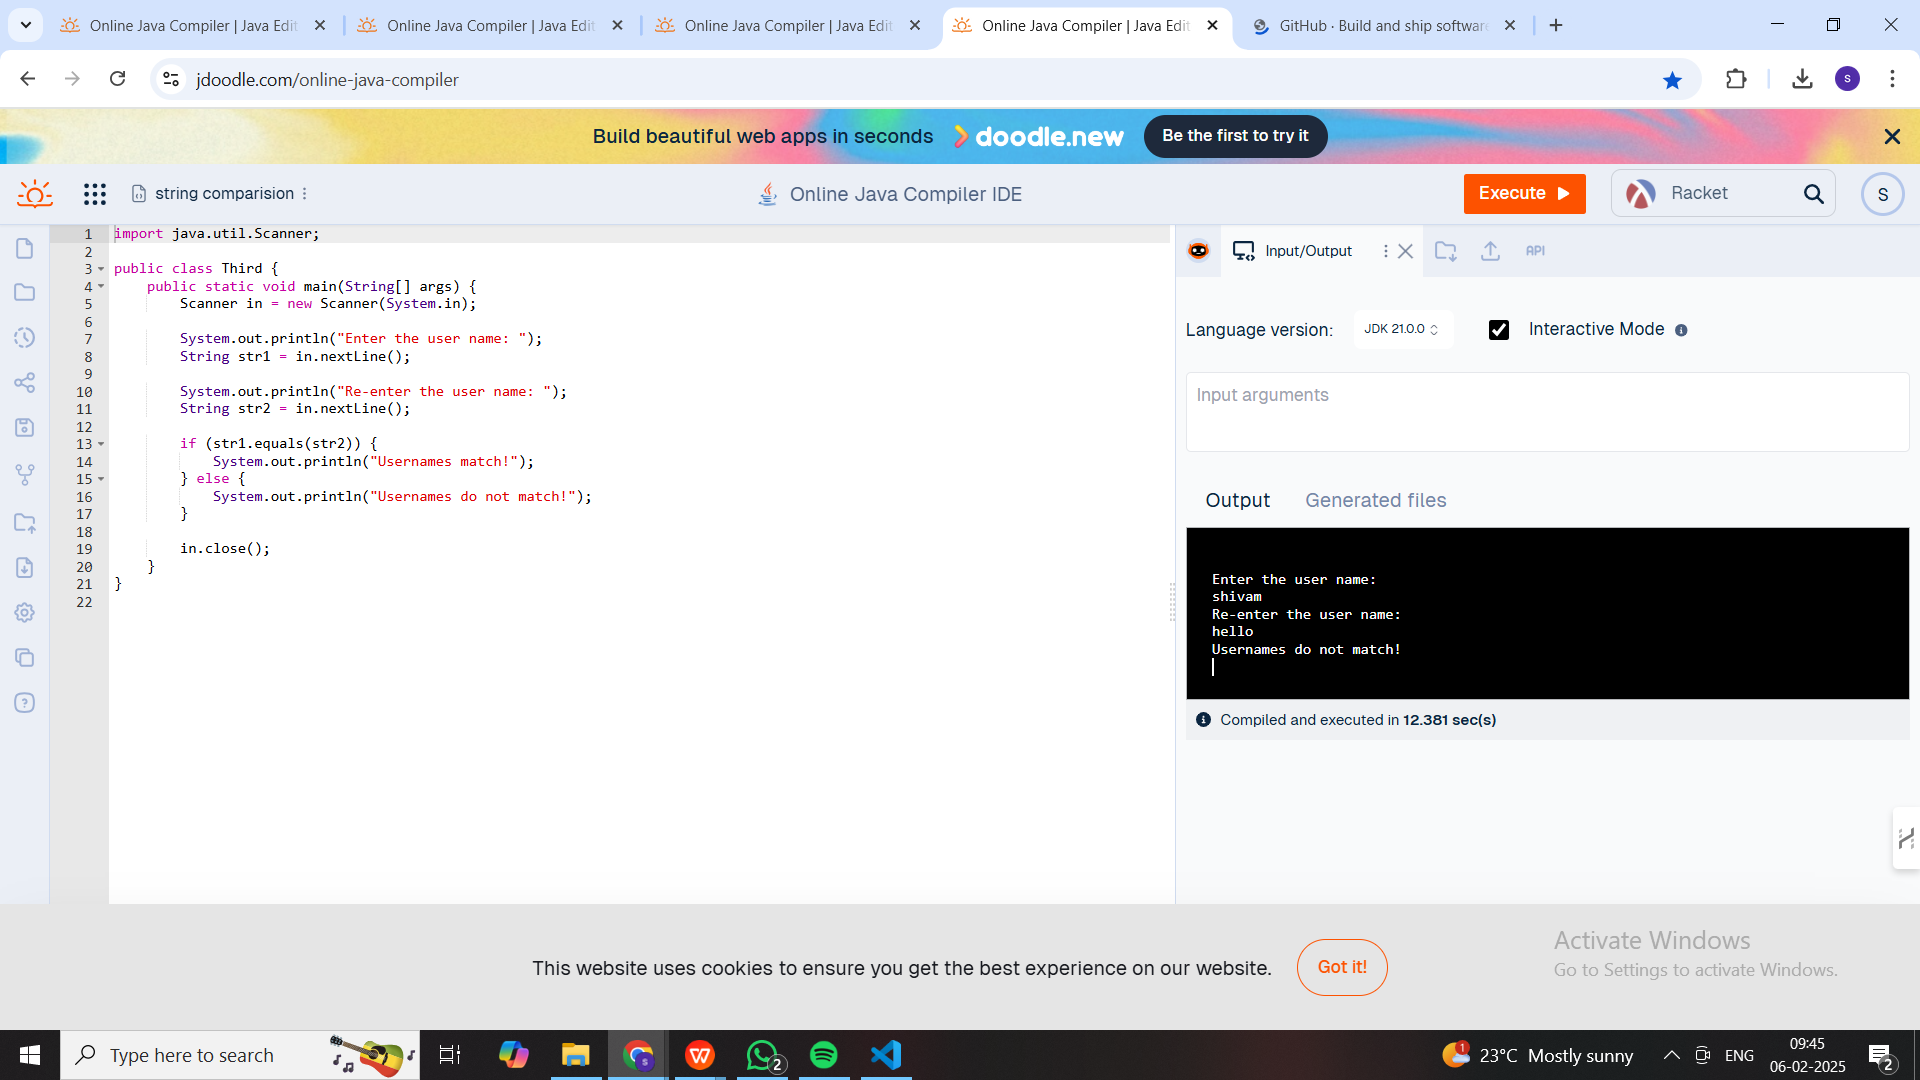 Online Java Compiler | Java Edit
Online Java Compiler | Java Edit
Online Java Compiler | Java Edit
Online Java Compiler | Java Edit
GitHub · Build and ship software
jdoodle.com/online-java-compiler
S
Build beautiful web apps in seconds
doodle.new
Be the first to try it
string comparision
Online Java Compiler IDE
Execute
Racket
S
1 import java.util.Scanner;
2
3 public class Third {
4 public static void main(String[] args) {
5 Scanner in = new Scanner(System.in);
6
7 System.out.println("Enter the user name: ");
8 String str1 = in.nextLine();
9
10 System.out.println("Re-enter the user name: ");
11 String str2 = in.nextLine();
12
13 if (str1.equals(str2)) {
14 System.out.println("Usernames match!");
15 } else {
16 System.out.println("Usernames do not match!");
17 }
18
19 in.close();
20 }
21 }
22
Input/Output
API
Language version:
JDK 21.0.0
Interactive Mode
Input arguments
Output
Generated files
Enter the user name:
shivam
Re-enter the user name:
hello
Usernames do not match!
Compiled and executed in 12.381 sec(s)
This website uses cookies to ensure you get the best experience on our website.
Got it!
Activate Windows
Go to Settings to activate Windows.
Type here to search
2
1
23°C Mostly sunny
ENG
09:45
06-02-2025
2